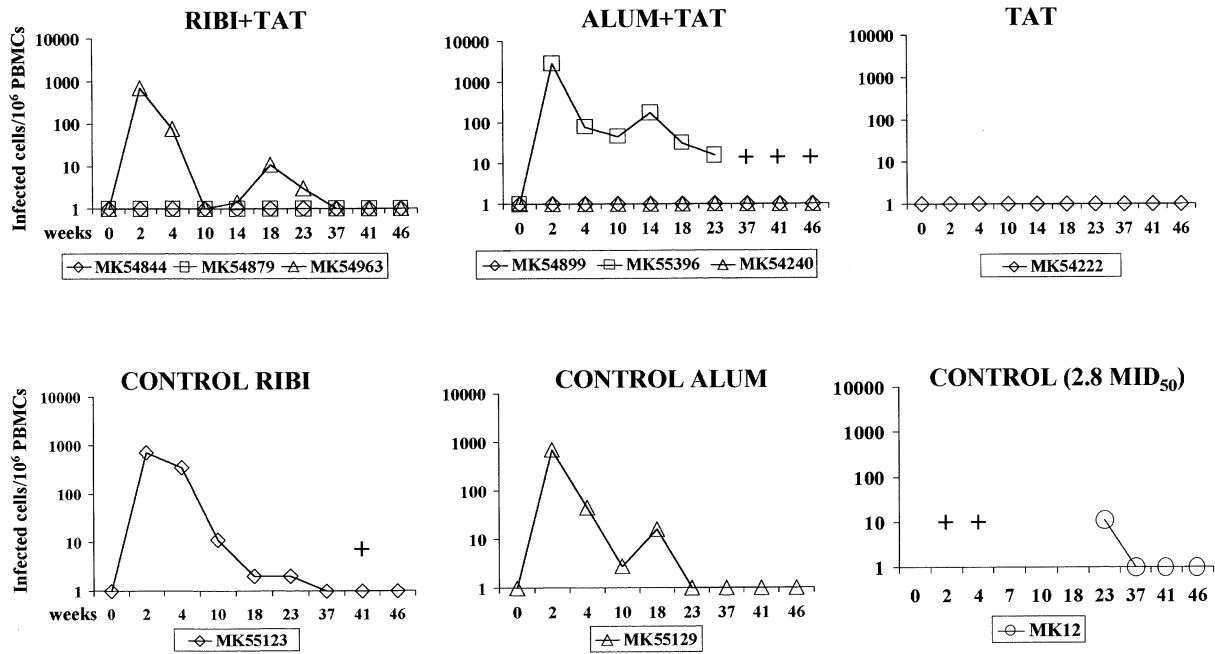 RIBI+TAT
ALUM+TAT
TAT
Infected cells/10⁶ PBMCs
10000
1000
100
10
1
weeks 0 2 4 10 14 18 23 37 41 46
MK54844 MK54879 MK54963
10000
1000
100
10
1
0 2 4 10 14 18 23 37 41 46
MK54899 MK55396 MK54240
10000
1000
100
10
1
0 2 4 10 14 18 23 37 41 46
MK54222
CONTROL RIBI
CONTROL ALUM
CONTROL (2.8 MID₅₀)
Infected cells/10⁶ PBMCs
10000
1000
100
10
1
weeks 0 2 4 10 18 23 37 41 46
MK55123
10000
1000
100
10
1
0 2 4 10 18 23 37 41 46
MK55129
10000
1000
100
10
1
0 2 4 7 10 18 23 37 41 46
MK12